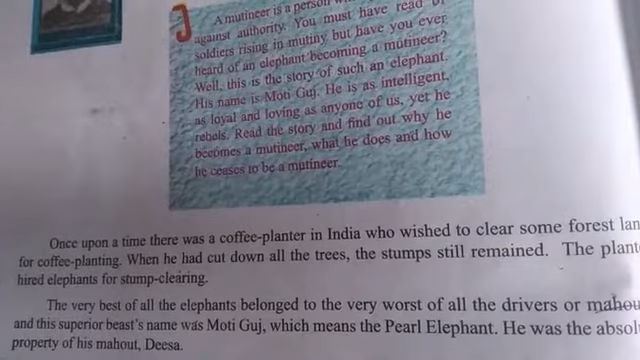 A mutineer is a person
against authority. You must have read of
soldiers rising in mutiny but have you ever
heard of an elephant becoming a mutineer?
Well, this is the story of such an elephant.
His name is Moti Guj. He is as intelligent,
as loyal and loving as anyone of us, yet he
rebels. Read the story and find out why he
becomes a mutineer, what he does and how
he ceases to be a mutineer.
Once upon a time there was a coffee-planter in India who wished to clear some forest lan
for coffee-planting. When he had cut down all the trees, the stumps still remained. The plant
hired elephants for stump-clearing.
The very best of all the elephants belonged to the very worst of all the drivers or mahou
and this superior beast's name was Moti Guj, which means the Pearl Elephant. He was the absol
property of his mahout, Deesa.